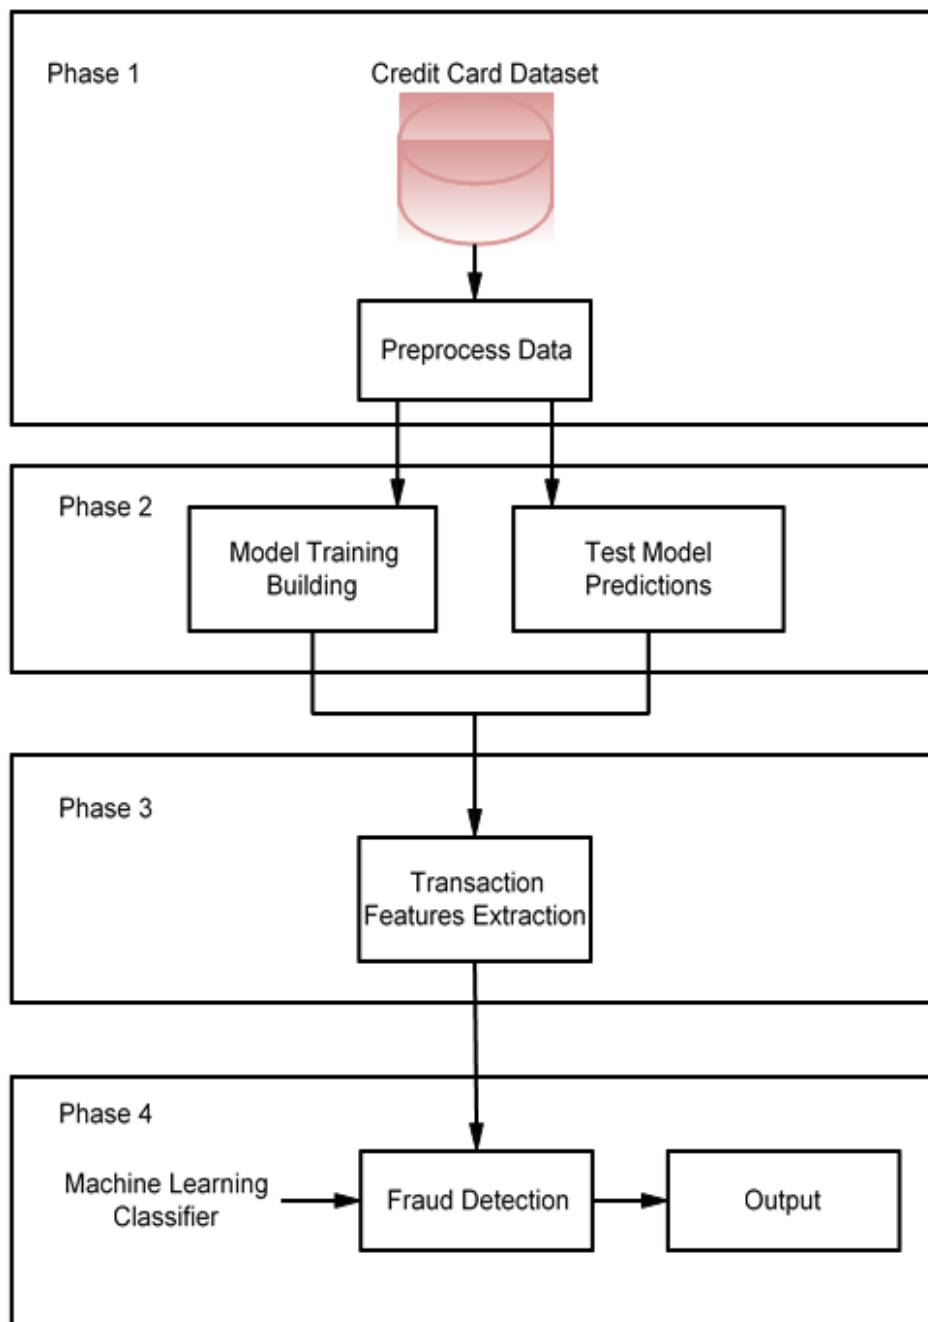 Phase 1
Credit Card Dataset
Preprocess Data
Phase 2
Model Training
Building
Test Model
Predictions
Phase 3
Transaction
Features Extraction
Phase 4
Machine Learning
Classifier
Fraud Detection
Output